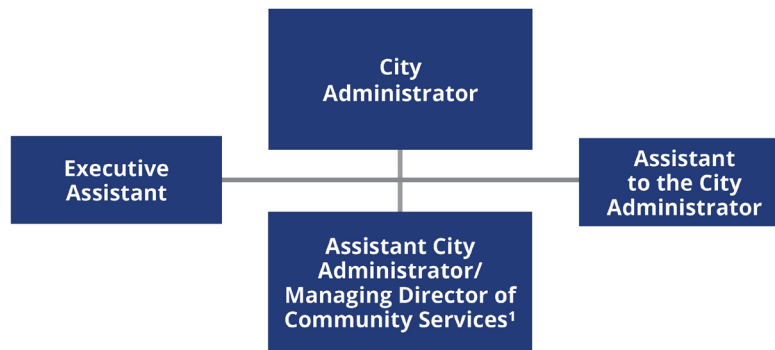 City
Administrator
Executive
Assistant
Assistant
to the City
Administrator
Assistant City
Administrator/
Managing Director of
Community Services¹